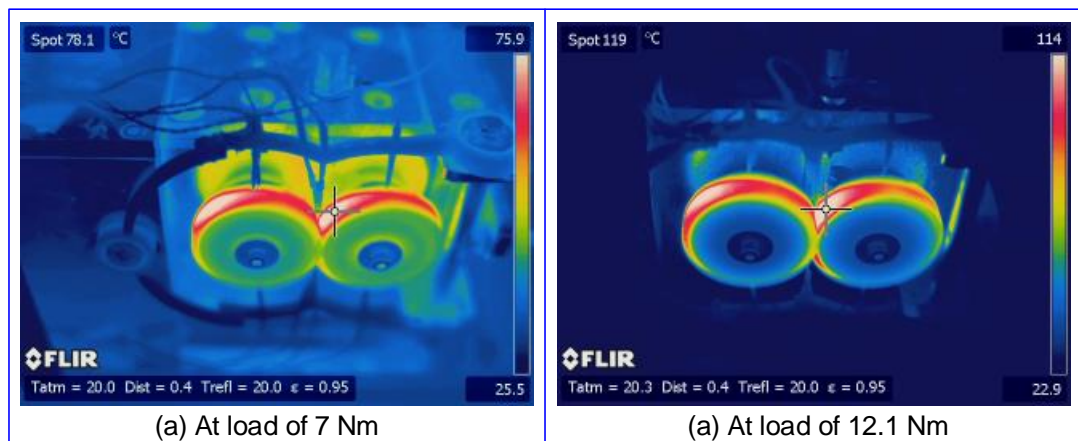 Spot 78.1 °C
75.9
FLIR
Tatm = 20.0 Dist = 0.4 Trefl = 20.0 ε = 0.95
25.5
(a) At load of 7 Nm
Spot 119 °C
114
FLIR
Tatm = 20.3 Dist = 0.4 Trefl = 20.0 ε = 0.95
22.9
(a) At load of 12.1 Nm